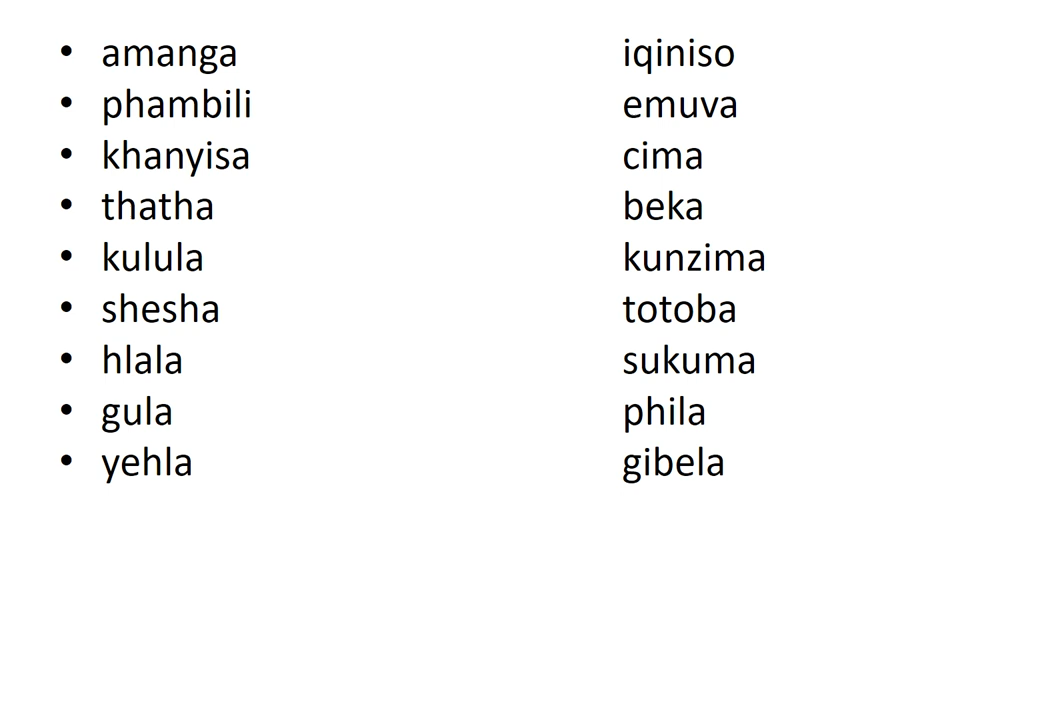 • amanga iqiniso
• phambili emuva
• khanyisa cima
• thatha beka
• kulula kunzima
• shesha totoba
• hlala sukuma
• gula phila
• yehla gibela